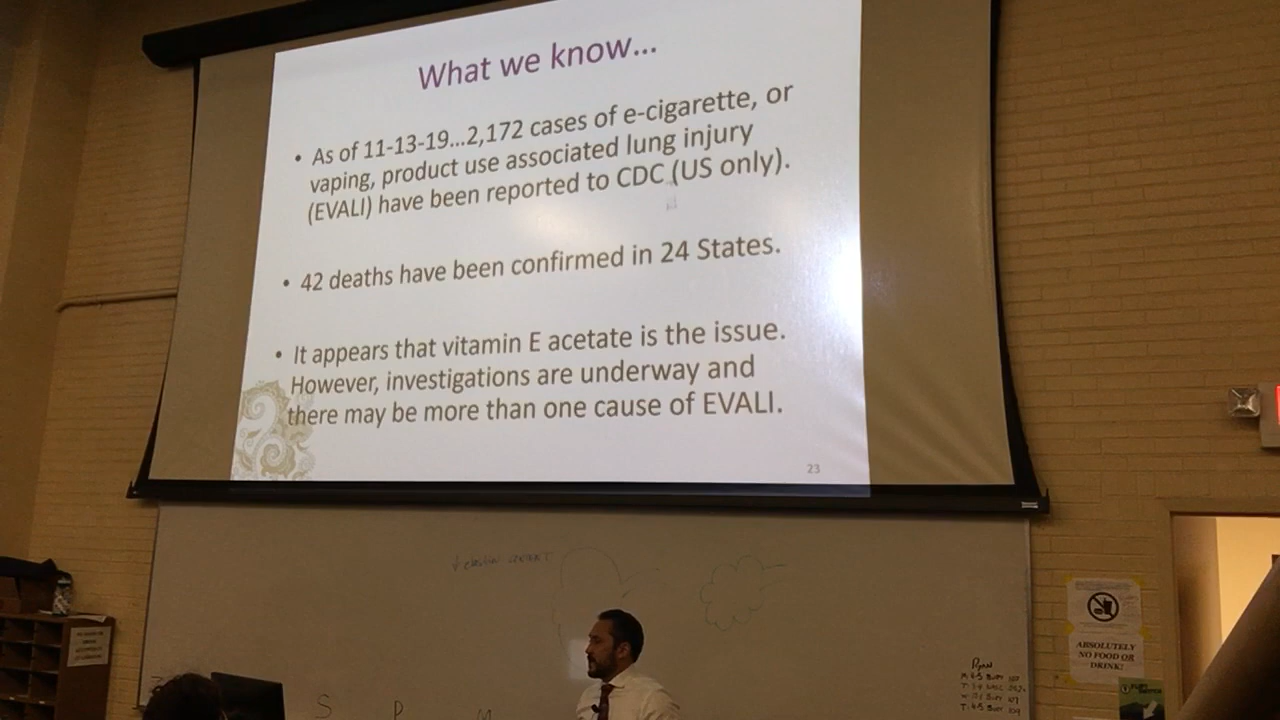 What we know...
• As of 11-13-19...2,172 cases of e-cigarette, or
vaping, product use associated lung injury
(EVALI) have been reported to CDC (US only).
• 42 deaths have been confirmed in 24 States.
• It appears that vitamin E acetate is the issue.
However, investigations are underway and
there may be more than one cause of EVALI.
23
S P M
Ryan
ABSOLUTELY
NO FOOD OR
DRINK!